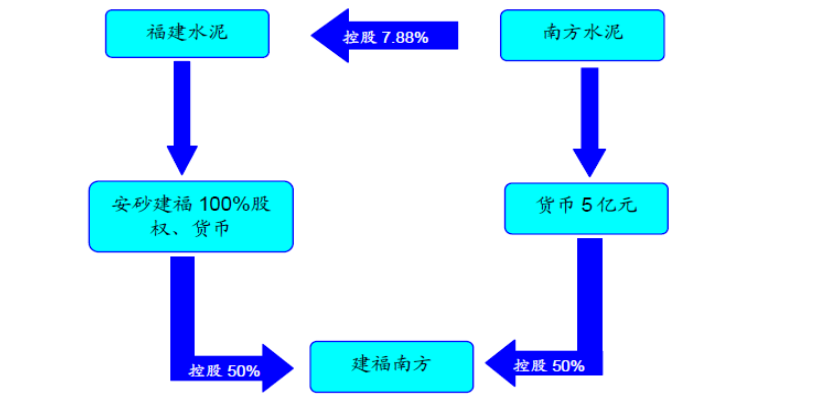 福建水泥
控股 7.88%
南方水泥
安砂建福 100%股
权、货币
货币 5 亿元
控股 50%
建福南方
控股 50%